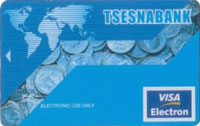 TSESNABANK
ELECTRONIC USE ONLY
VISA
Electron